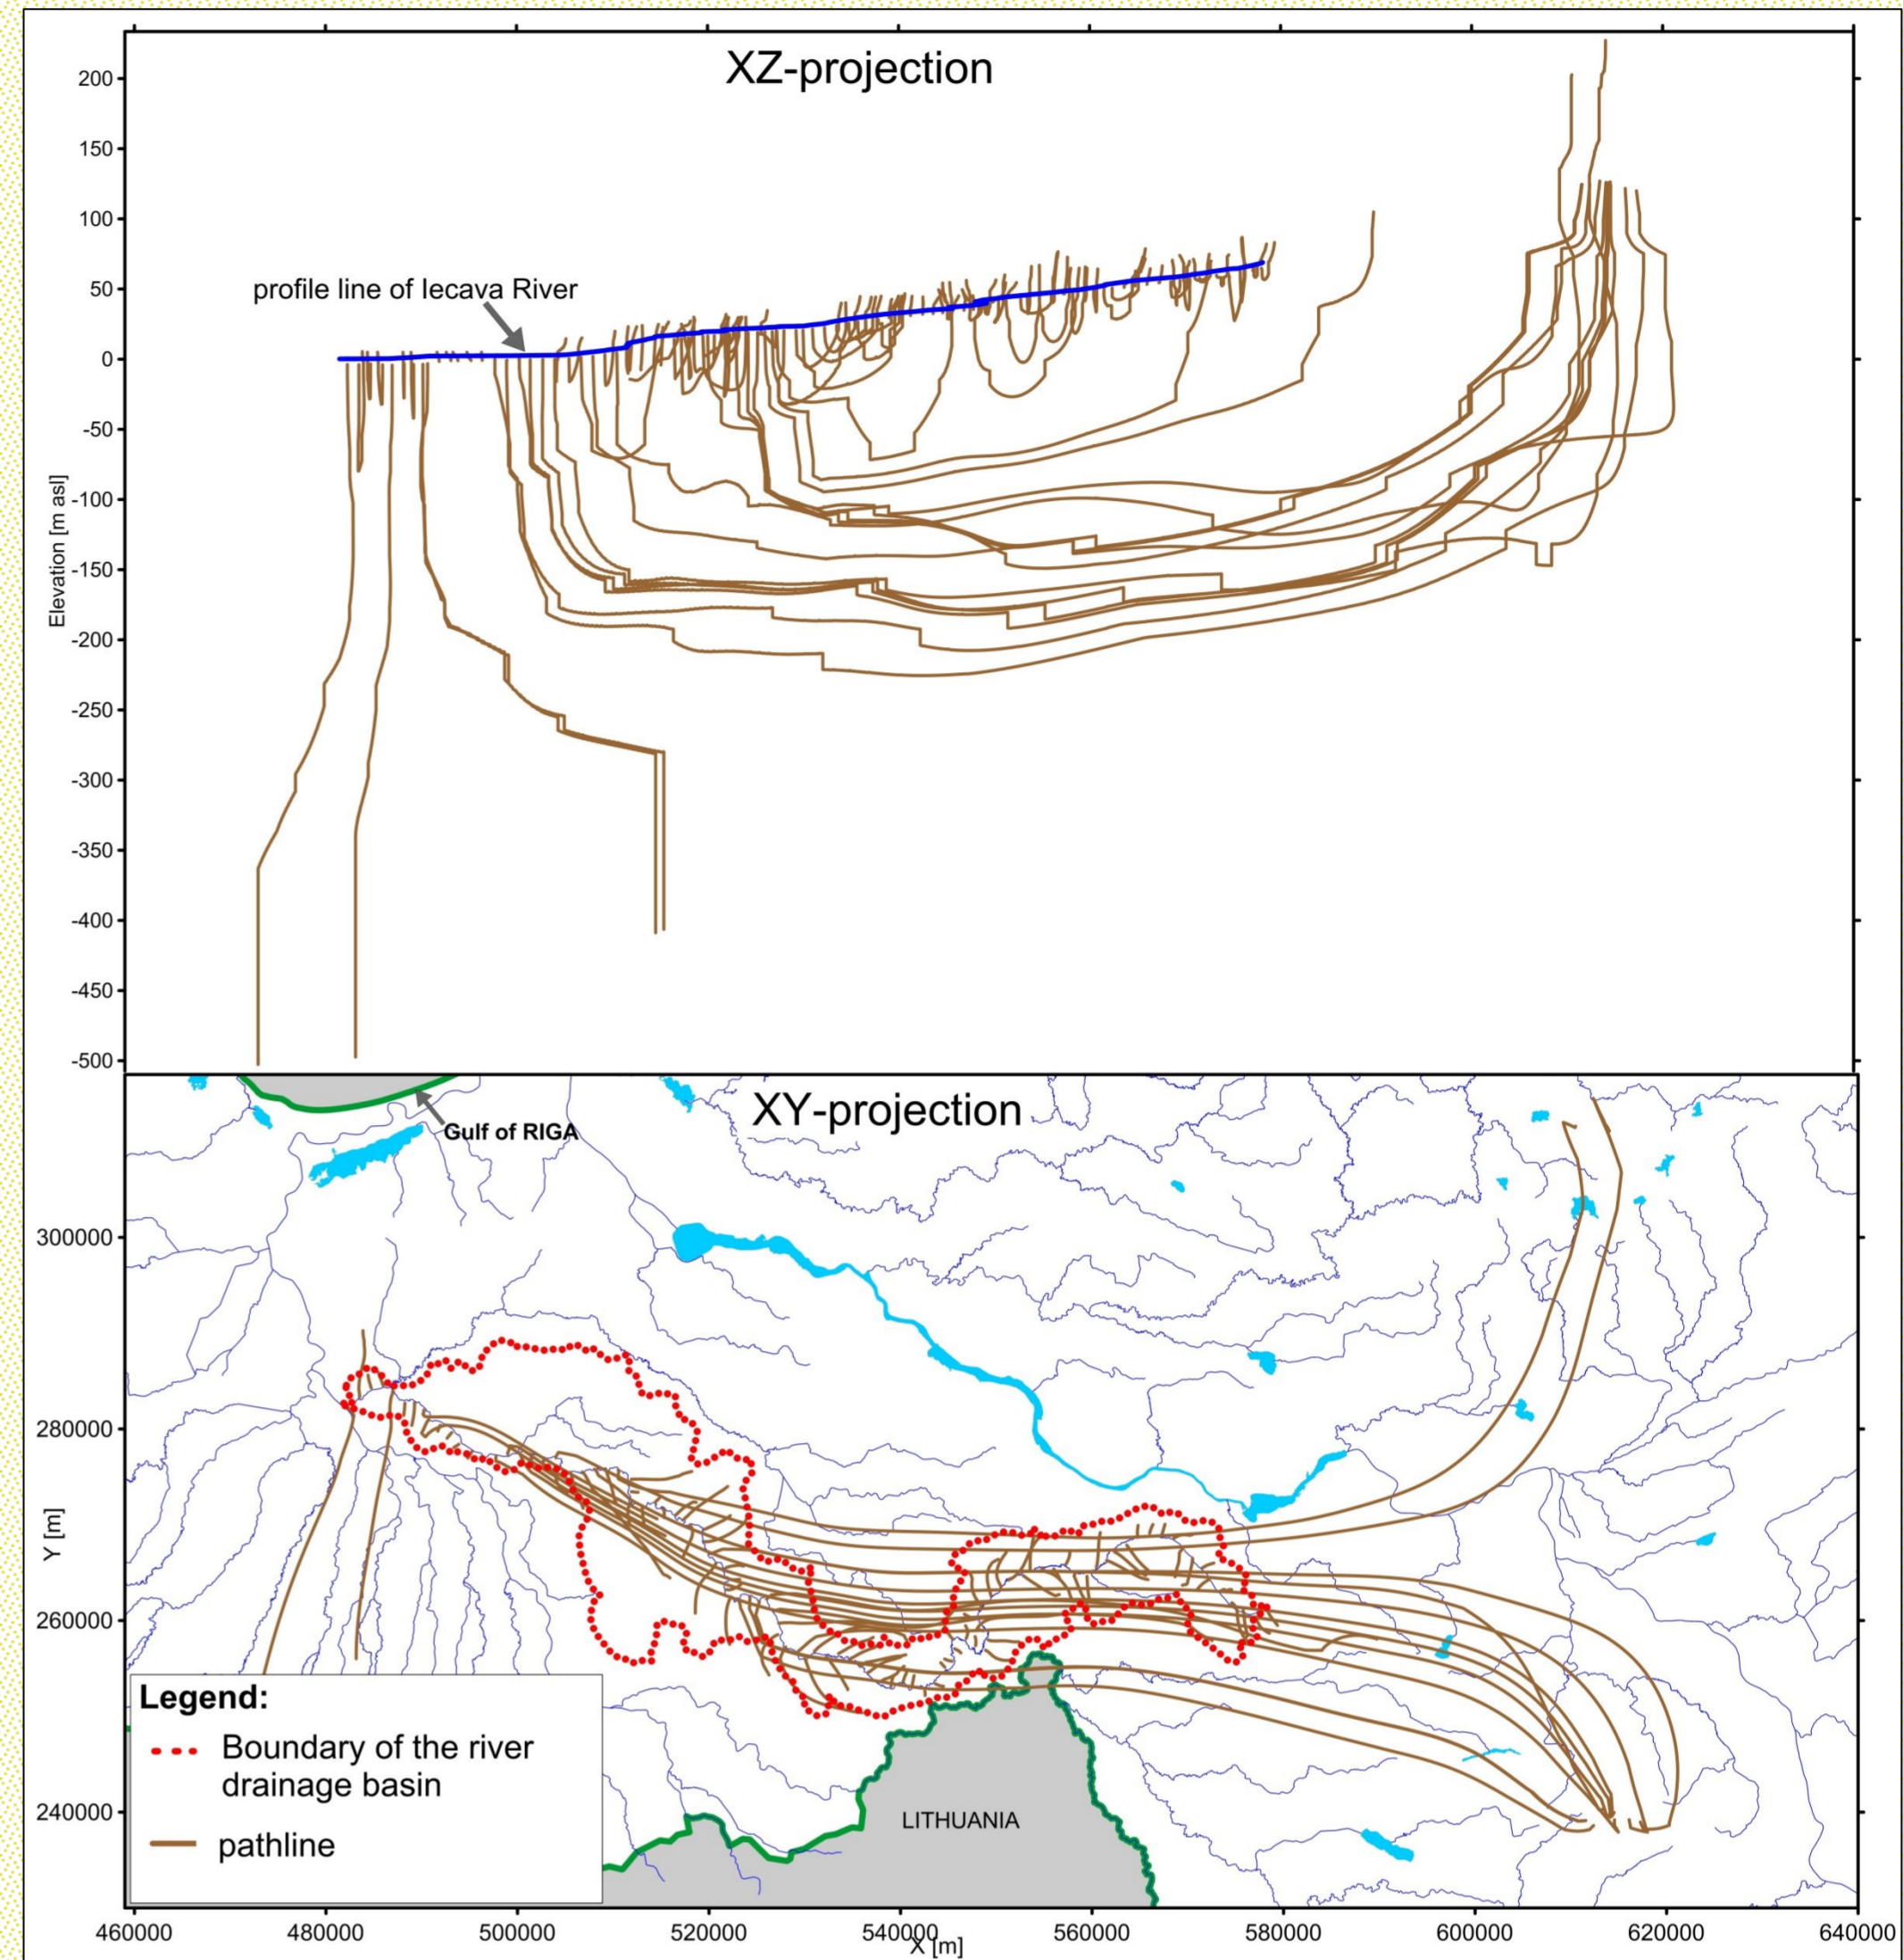 XZ-projection
200
150
100
50
0
-50
-100
-150
-200
-250
-300
-350
-400
-450
-500
Elevation [m asl]
profile line of Iecava River
XY-projection
Gulf of RIGA
300000
280000
260000
240000
Y [m]
LITHUANIA
Legend:
Boundary of the river
drainage basin
pathline
460000 480000 500000 520000 540000 560000 580000 600000 620000 640000
X [m]